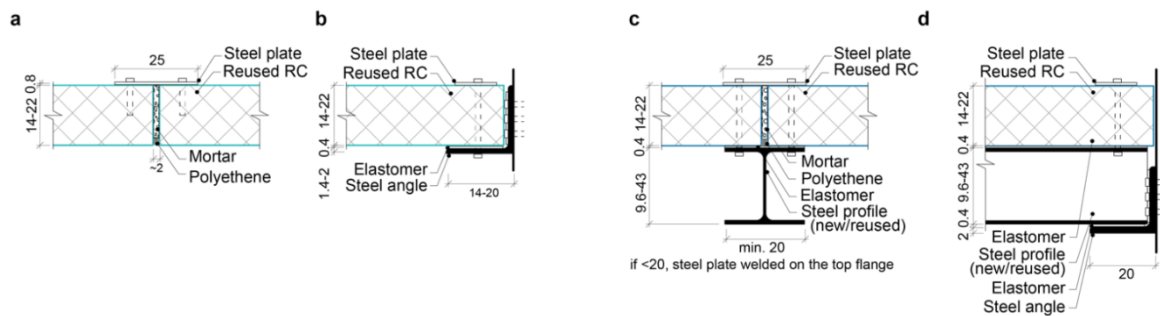 a
25
Steel plate
Reused RC
0.8
14-22
Mortar
Polyethene
~2
b
Steel plate
Reused RC
14-22
0.4
1.4-2
Elastomer
Steel angle
14-20
c
25
Steel plate
Reused RC
14-22
0.4
9.6-43
Mortar
Polyethene
Elastomer
Steel profile
(new/reused)
min. 20
if <20, steel plate welded on the top flange
d
Steel plate
Reused RC
14-22
0.4
9.6-43
0.4
2
Elastomer
Steel profile
(new/reused)
Elastomer
Steel angle
20